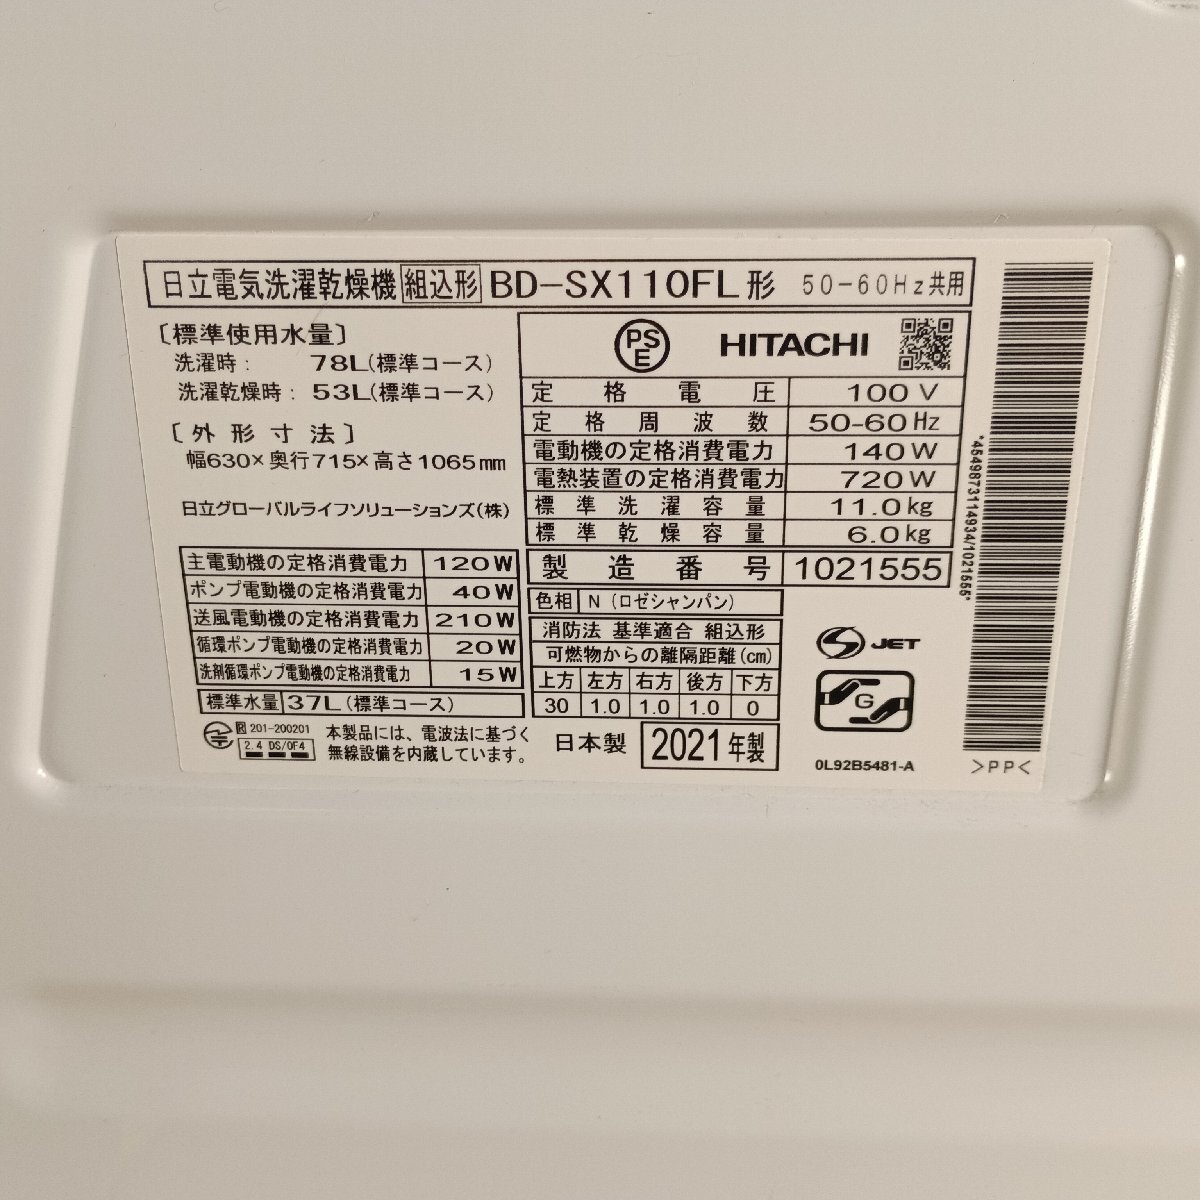 日立電気洗濯乾燥機 組込形 BD-SX110FL形 50-60Hz共用
〔標準使用水量〕
洗濯時： 78L(標準コース)
洗濯乾燥時： 53L(標準コース)
〔外形寸法〕
幅630×奥行715×高さ1065mm
日立グローバルライフソリューションズ(株)
主電動機の定格消費電力 120W
ポンプ電動機の定格消費電力 40W
送風電動機の定格消費電力 210W
循環ポンプ電動機の定格消費電力 20W
洗剤循環ポンプ電動機の定格消費電力 15W
標準水量 37L(標準コース)
R 201-200201
2.4 DS/OF4
本製品には、電波法に基づく
無線設備を内蔵しています。
PS
E
HITACHI
定格電圧 100V
定格周波数 50-60Hz
電動機の定格消費電力 140W
電熱装置の定格消費電力 720W
標準洗濯容量 11.0kg
標準乾燥容量 6.0kg
製造番号 1021555
色相 N (ロゼシャンパン)
消防法 基準適合 組込形
可燃物からの離隔距離(cm)
上方 左方 右方 後方 下方
30 1.0 1.0 1.0 0
日本製 2021年製
S JET
G
0L92B5481-A
*4549873114934/1021555*
>PP<